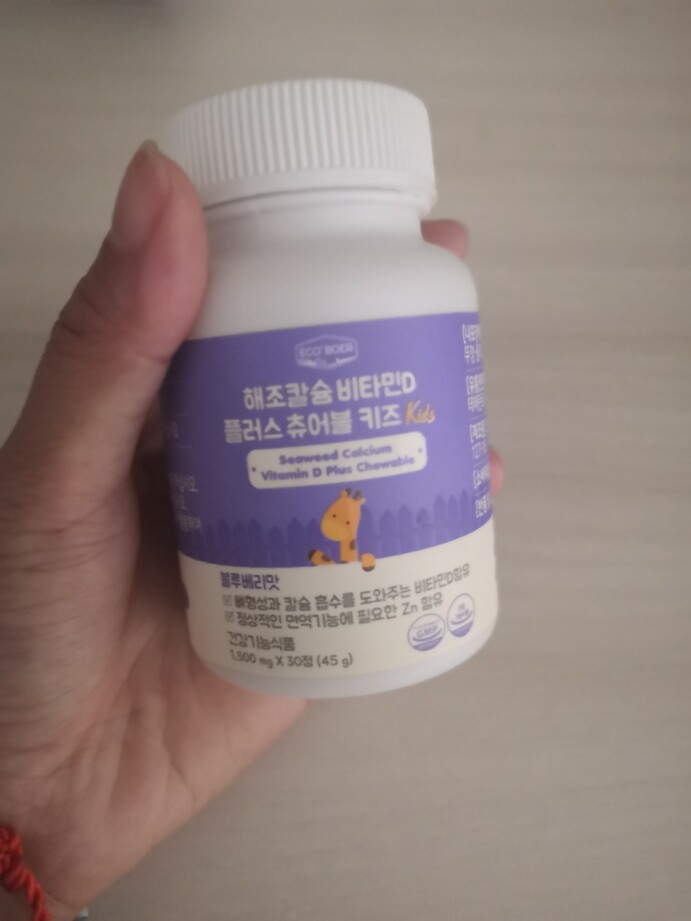 ECO BOER
해조칼슘 비타민D
플러스 츄어블 키즈 Kids
Seaweed Calcium
Vitamin D Plus Chewable
블루베리맛
뼈형성과 칼슘 흡수를 도와주는 비타민D함유
정상적인 면역기능에 필요한 Zn 함유
건강기능식품
1,500 mg X 30정 (45 g)
GMP